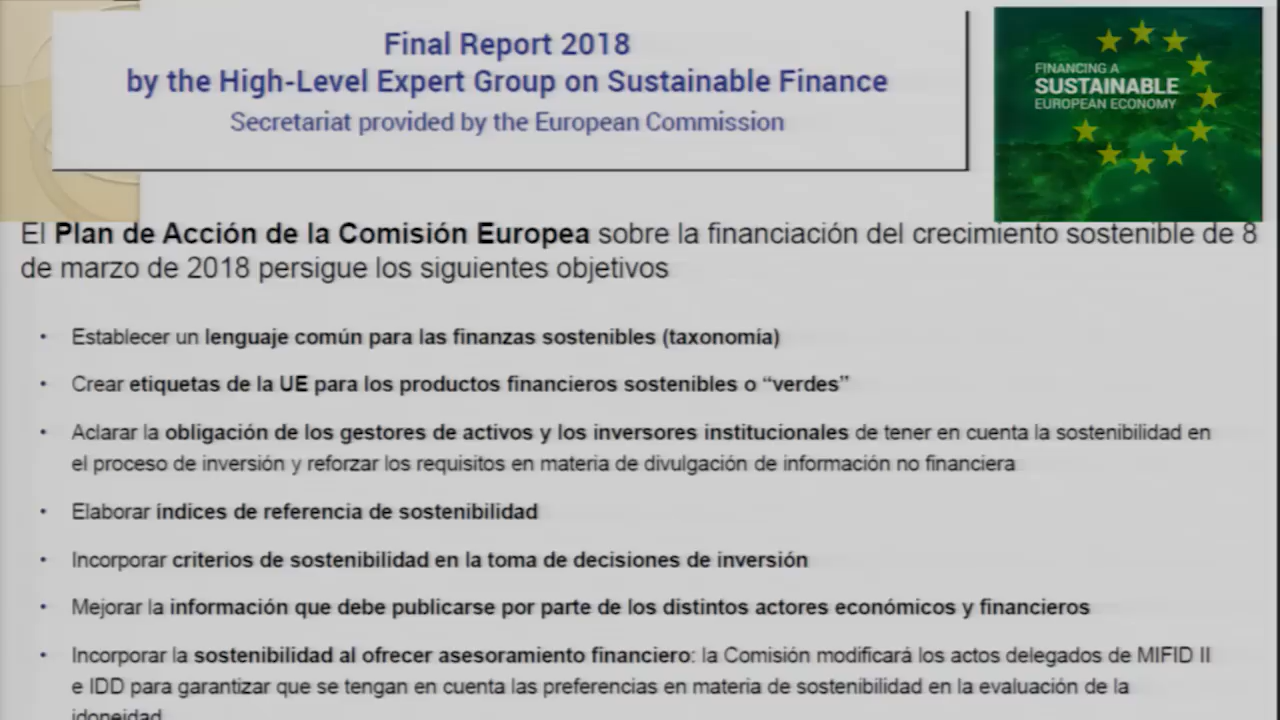 Final Report 2018
by the High-Level Expert Group on Sustainable Finance
Secretariat provided by the European Commission
FINANCING A
SUSTAINABLE
EUROPEAN ECONOMY
El Plan de Acción de la Comisión Europea sobre la financiación del crecimiento sostenible de 8
de marzo de 2018 persigue los siguientes objetivos
• Establecer un lenguaje común para las finanzas sostenibles (taxonomía)
• Crear etiquetas de la UE para los productos financieros sostenibles o “verdes”
• Aclarar la obligación de los gestores de activos y los inversores institucionales de tener en cuenta la sostenibilidad en
el proceso de inversión y reforzar los requisitos en materia de divulgación de información no financiera
• Elaborar índices de referencia de sostenibilidad
• Incorporar criterios de sostenibilidad en la toma de decisiones de inversión
• Mejorar la información que debe publicarse por parte de los distintos actores económicos y financieros
• Incorporar la sostenibilidad al ofrecer asesoramiento financiero: la Comisión modificará los actos delegados de MIFID II
e IDD para garantizar que se tengan en cuenta las preferencias en materia de sostenibilidad en la evaluación de la
idoneidad